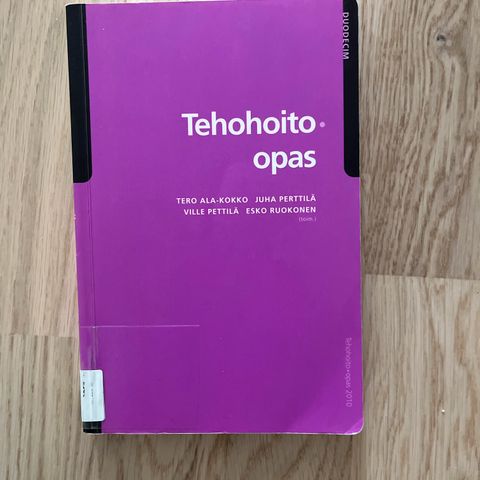 DUODECIM
Tehohoito•
opas
TERO ALA-KOKKO JUHA PERTTILÄ
VILLE PETTILÄ ESKO RUOKONEN
(toim.)
Tehohoito•opas 2010